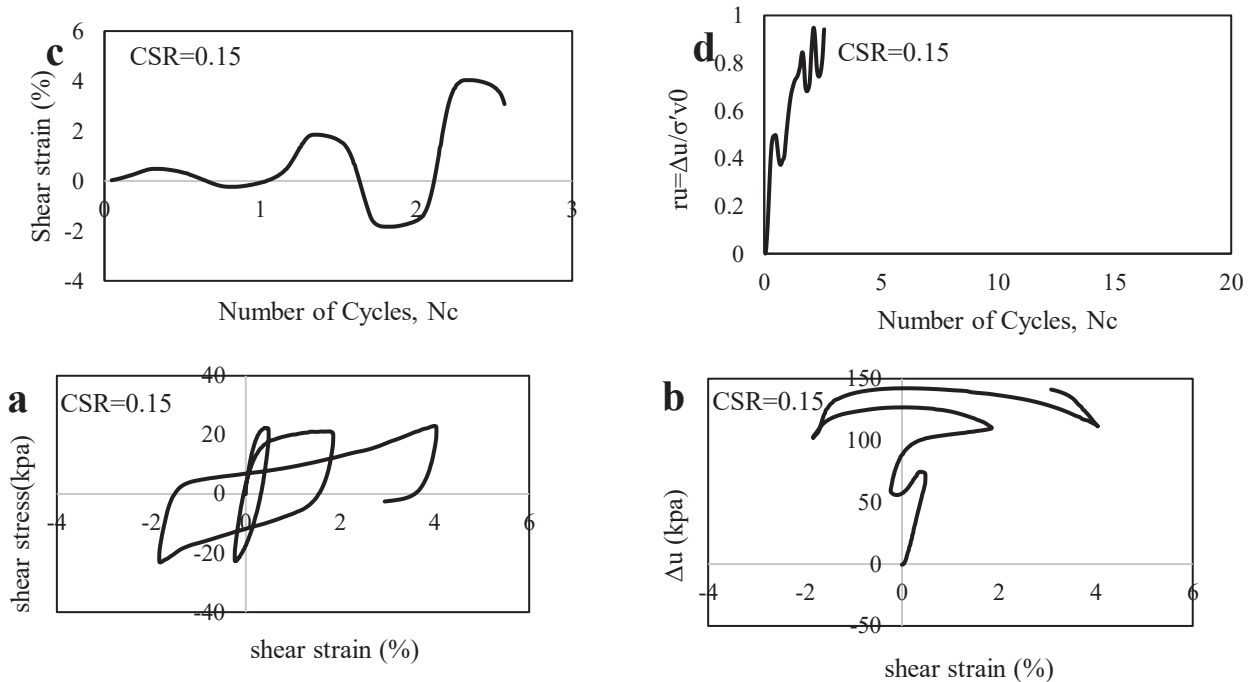 c
CSR=0.15
6
4
2
0
-2
-4
0
1
2
3
Shear strain (%)
Number of Cycles, Nc
d
CSR=0.15
1
0.8
0.6
0.4
0.2
0
0
5
10
15
20
ru=Δu/σ'v0
Number of Cycles, Nc
a
CSR=0.15
40
20
0
-20
-40
-4
-2
0
2
4
6
shear stress(kpa)
shear strain (%)
b
CSR=0.15
150
100
50
0
-50
-4
-2
0
2
4
6
Δu (kpa)
shear strain (%)